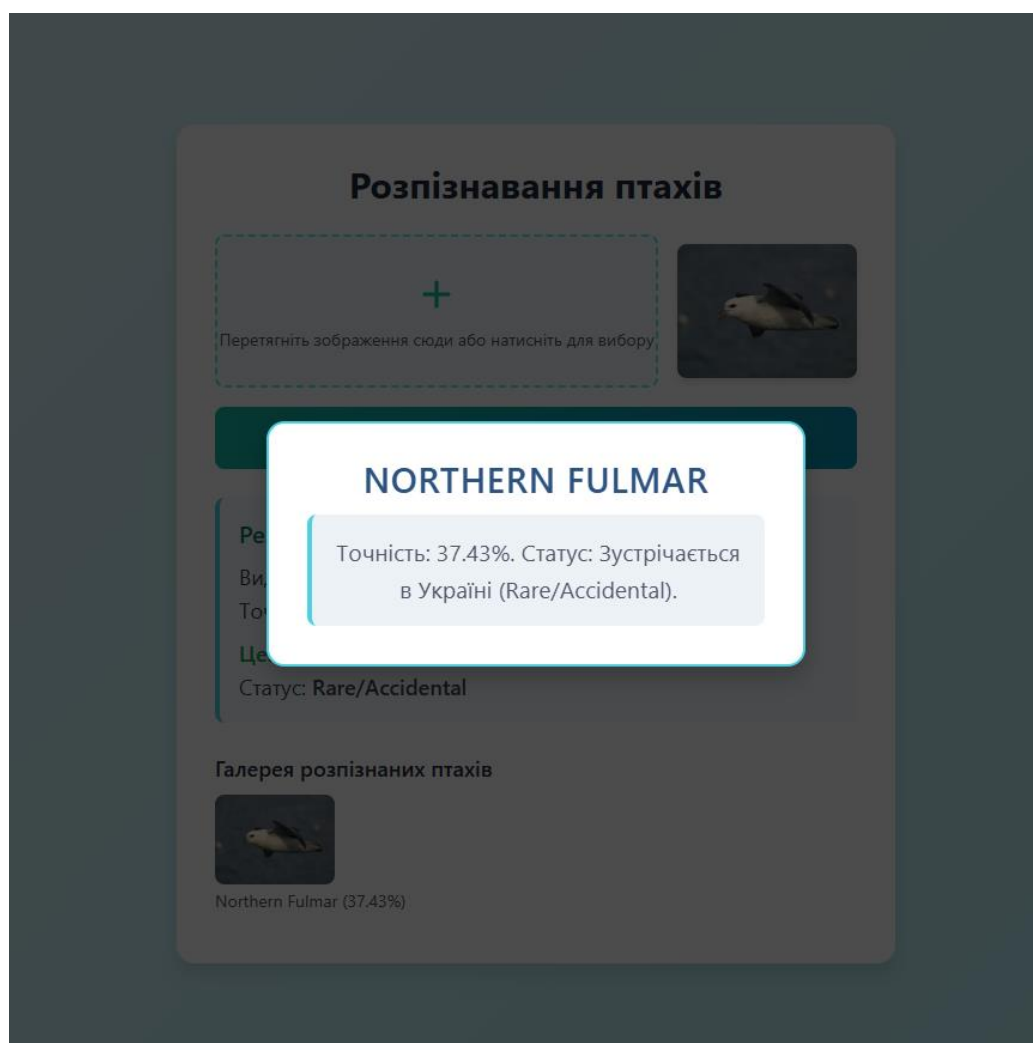 Розпізнавання птахів
+
Перетягніть зображення сюди або натисніть для вибору
NORTHERN FULMAR
Точність: 37.43%. Статус: Зустрічається
в Україні (Rare/Accidental).
Статус: Rare/Accidental
Галерея розпізнаних птахів
Northern Fulmar (37.43%)